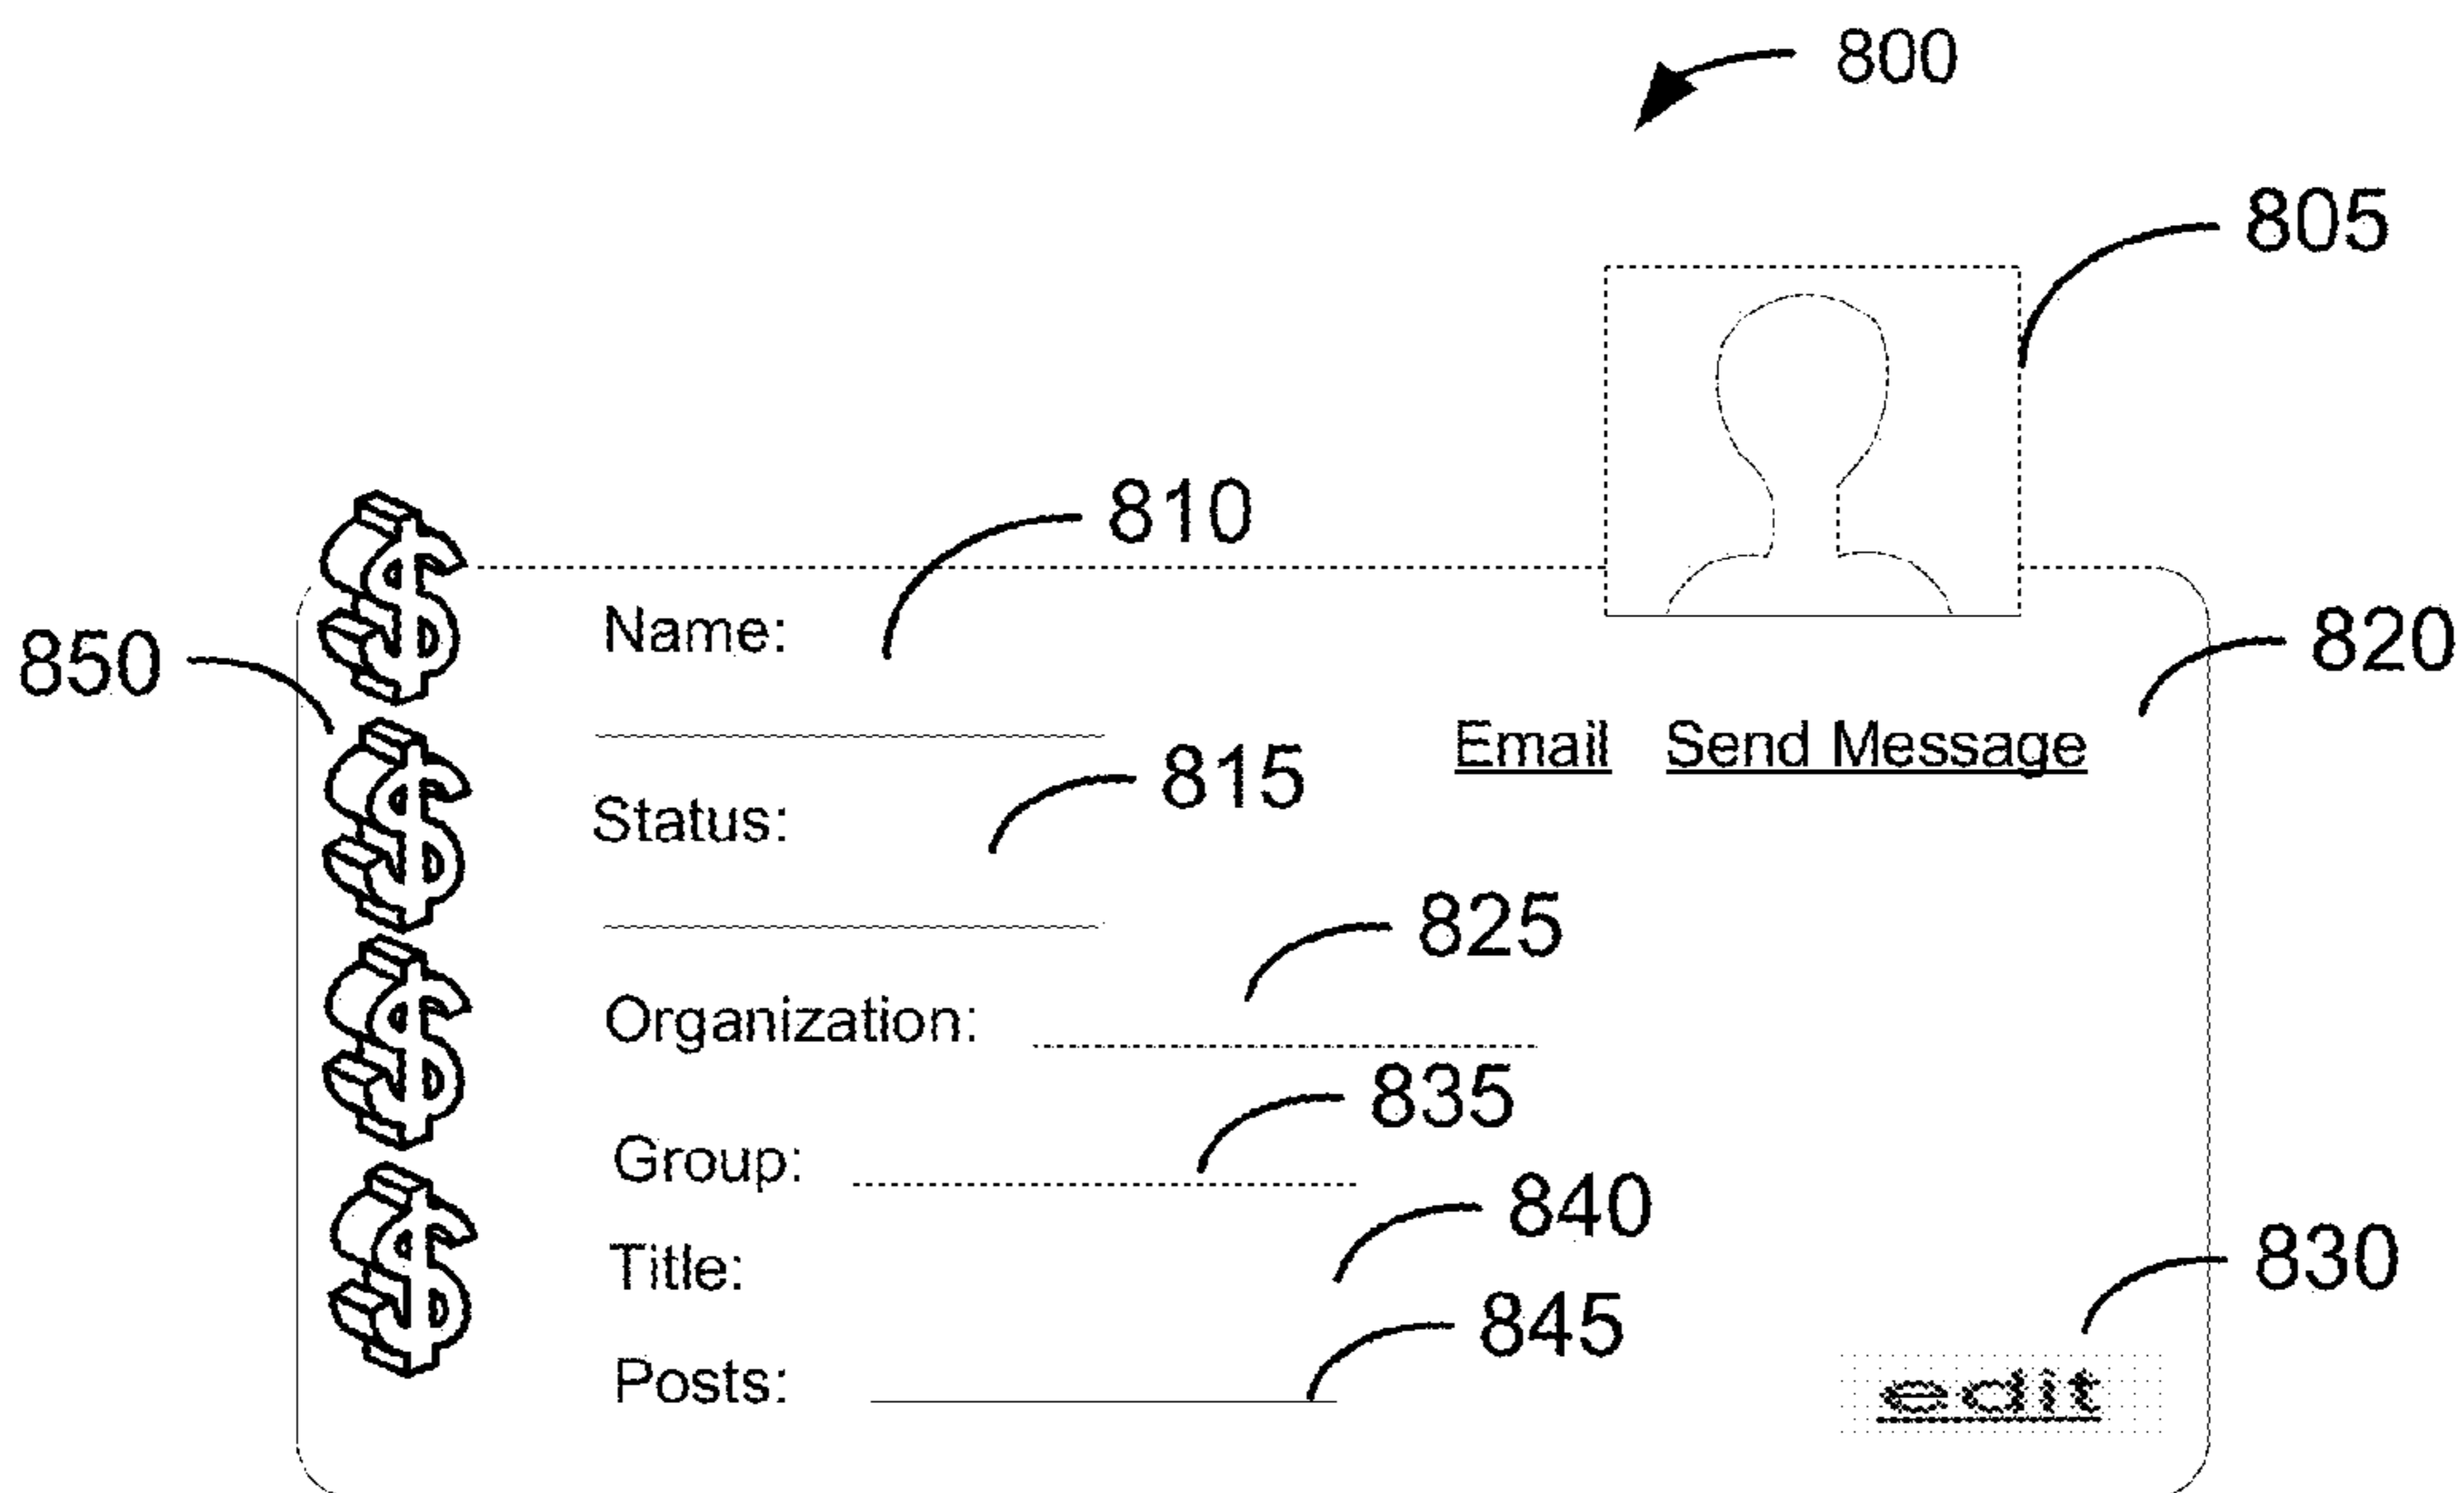 800
805
810
Name:
850
820
Email Send Message
815
Status:
825
Organization:
835
Group:
840
Title:
830
845
Posts:
edit
$
$
$
$